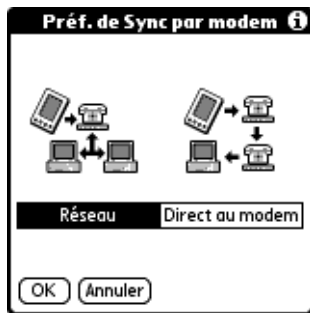 Préf. de Sync par modem i
Réseau Direct au modem
OK Annuler